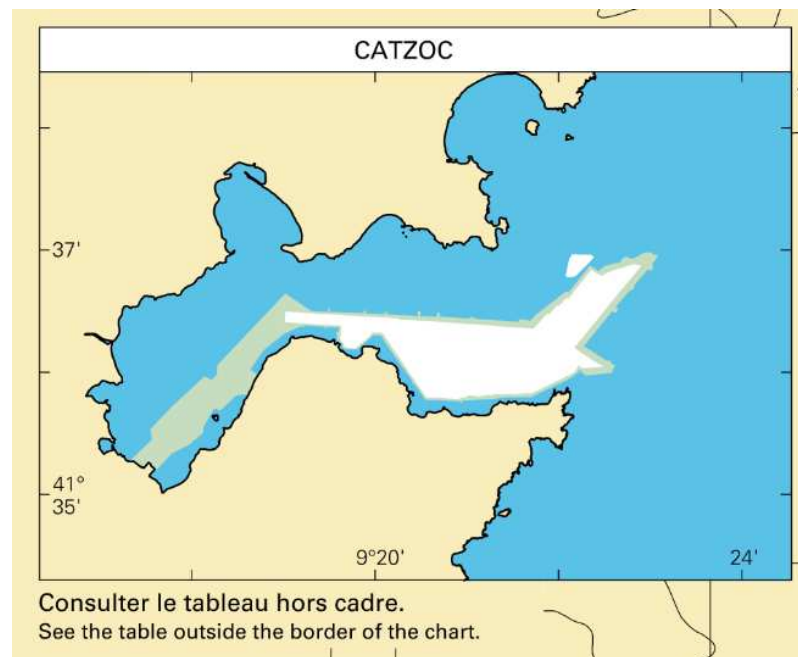 CATZOC
37'
41°
35'
9°20'
24'
Consulter le tableau hors cadre.
See the table outside the border of the chart.